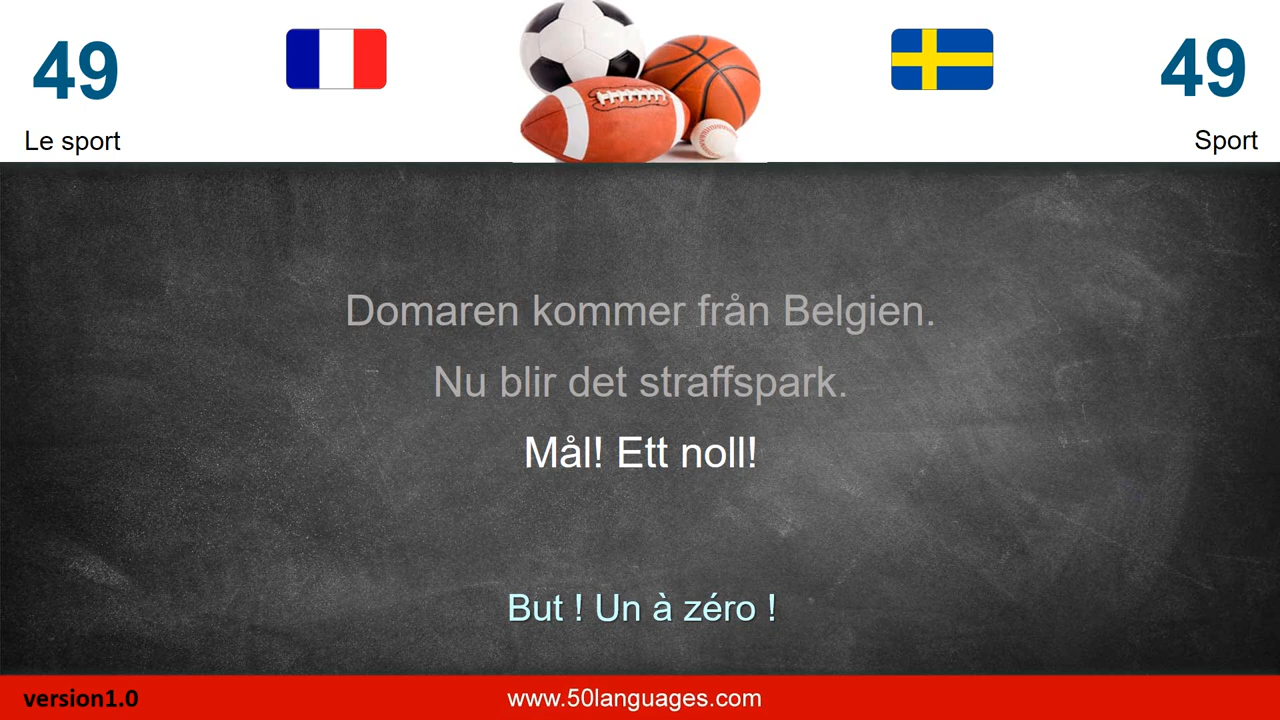 49
49
Le sport
Sport
Domaren kommer från Belgien.
Nu blir det straffspark.
Mål! Ett noll!
But ! Un à zéro !
version1.0
www.50languages.com